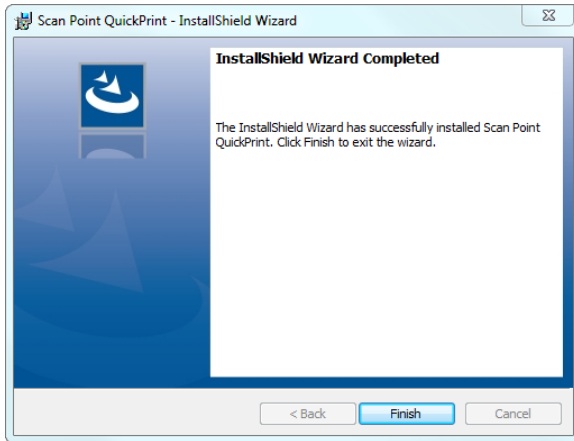 Scan Point QuickPrint - InstallShield Wizard
InstallShield Wizard Completed
The InstallShield Wizard has successfully installed Scan Point
QuickPrint. Click Finish to exit the wizard.
< Back
Finish
Cancel